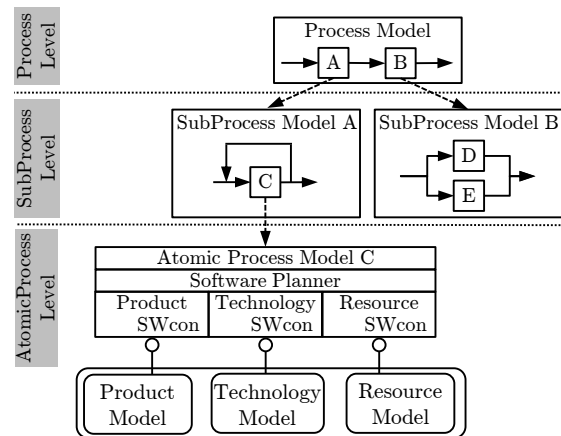 Process
Level
Process Model
A
B
SubProcess
Level
SubProcess Model A
C
SubProcess Model B
D
E
AtomicProcess
Level
Atomic Process Model C
Software Planner
Product
SWcon
Technology
SWcon
Resource
SWcon
Product
Model
Technology
Model
Resource
Model